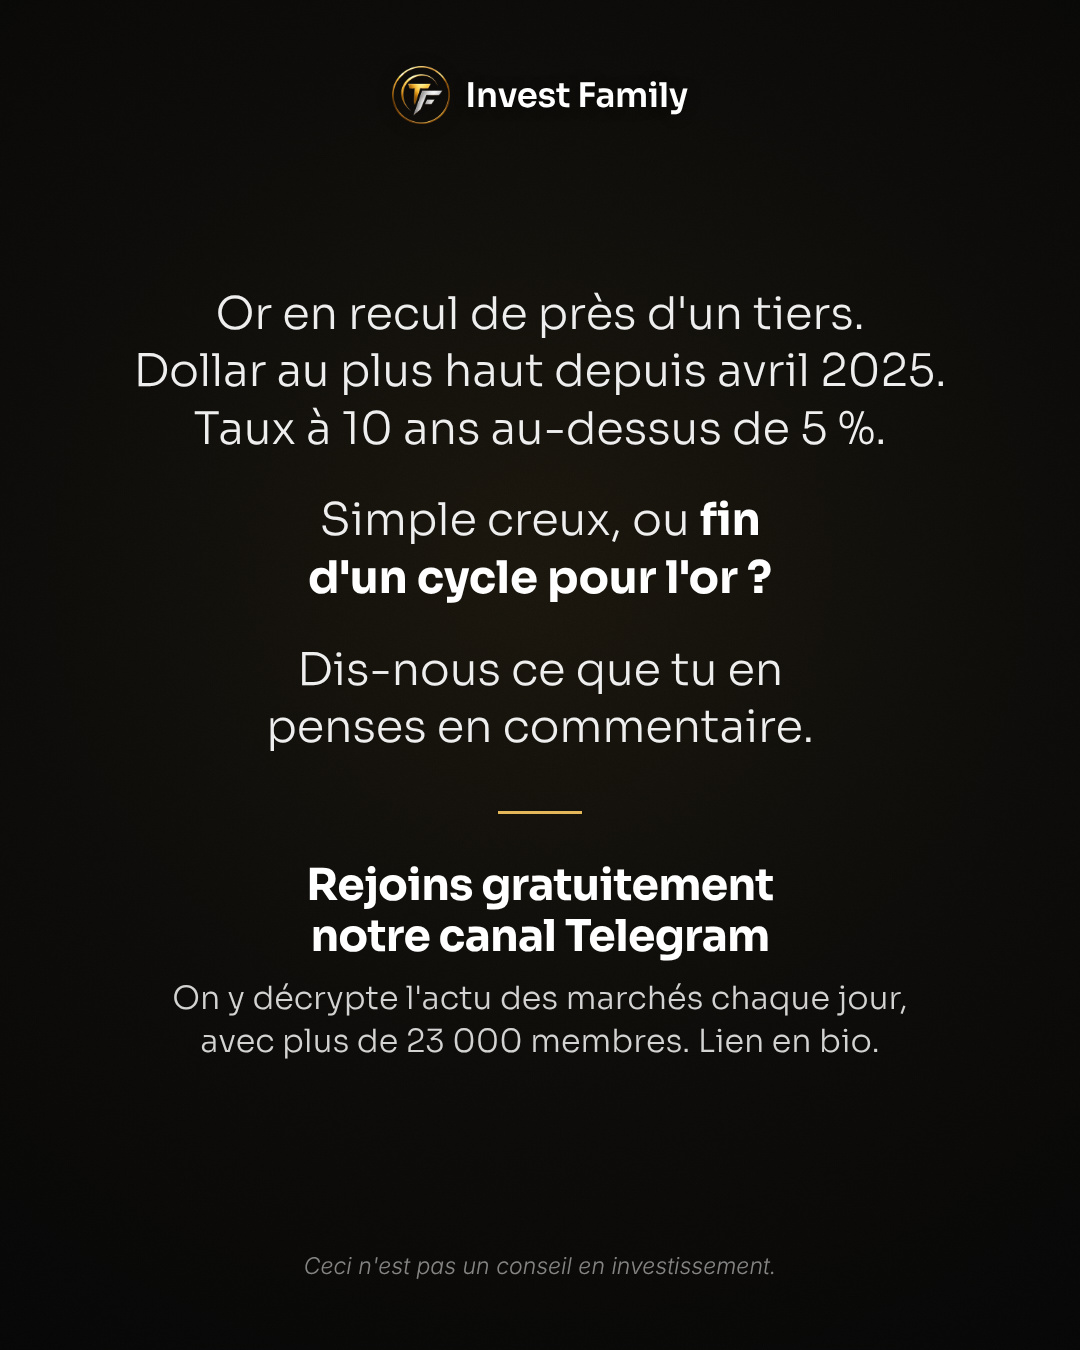 TF Invest Family
Or en recul de près d'un tiers.
Dollar au plus haut depuis avril 2025.
Taux à 10 ans au-dessus de 5 %.
Simple creux, ou fin
d'un cycle pour l'or ?
Dis-nous ce que tu en
penses en commentaire.
Rejoins gratuitement
notre canal Telegram
On y décrypte l'actu des marchés chaque jour,
avec plus de 23 000 membres. Lien en bio.
Ceci n'est pas un conseil en investissement.